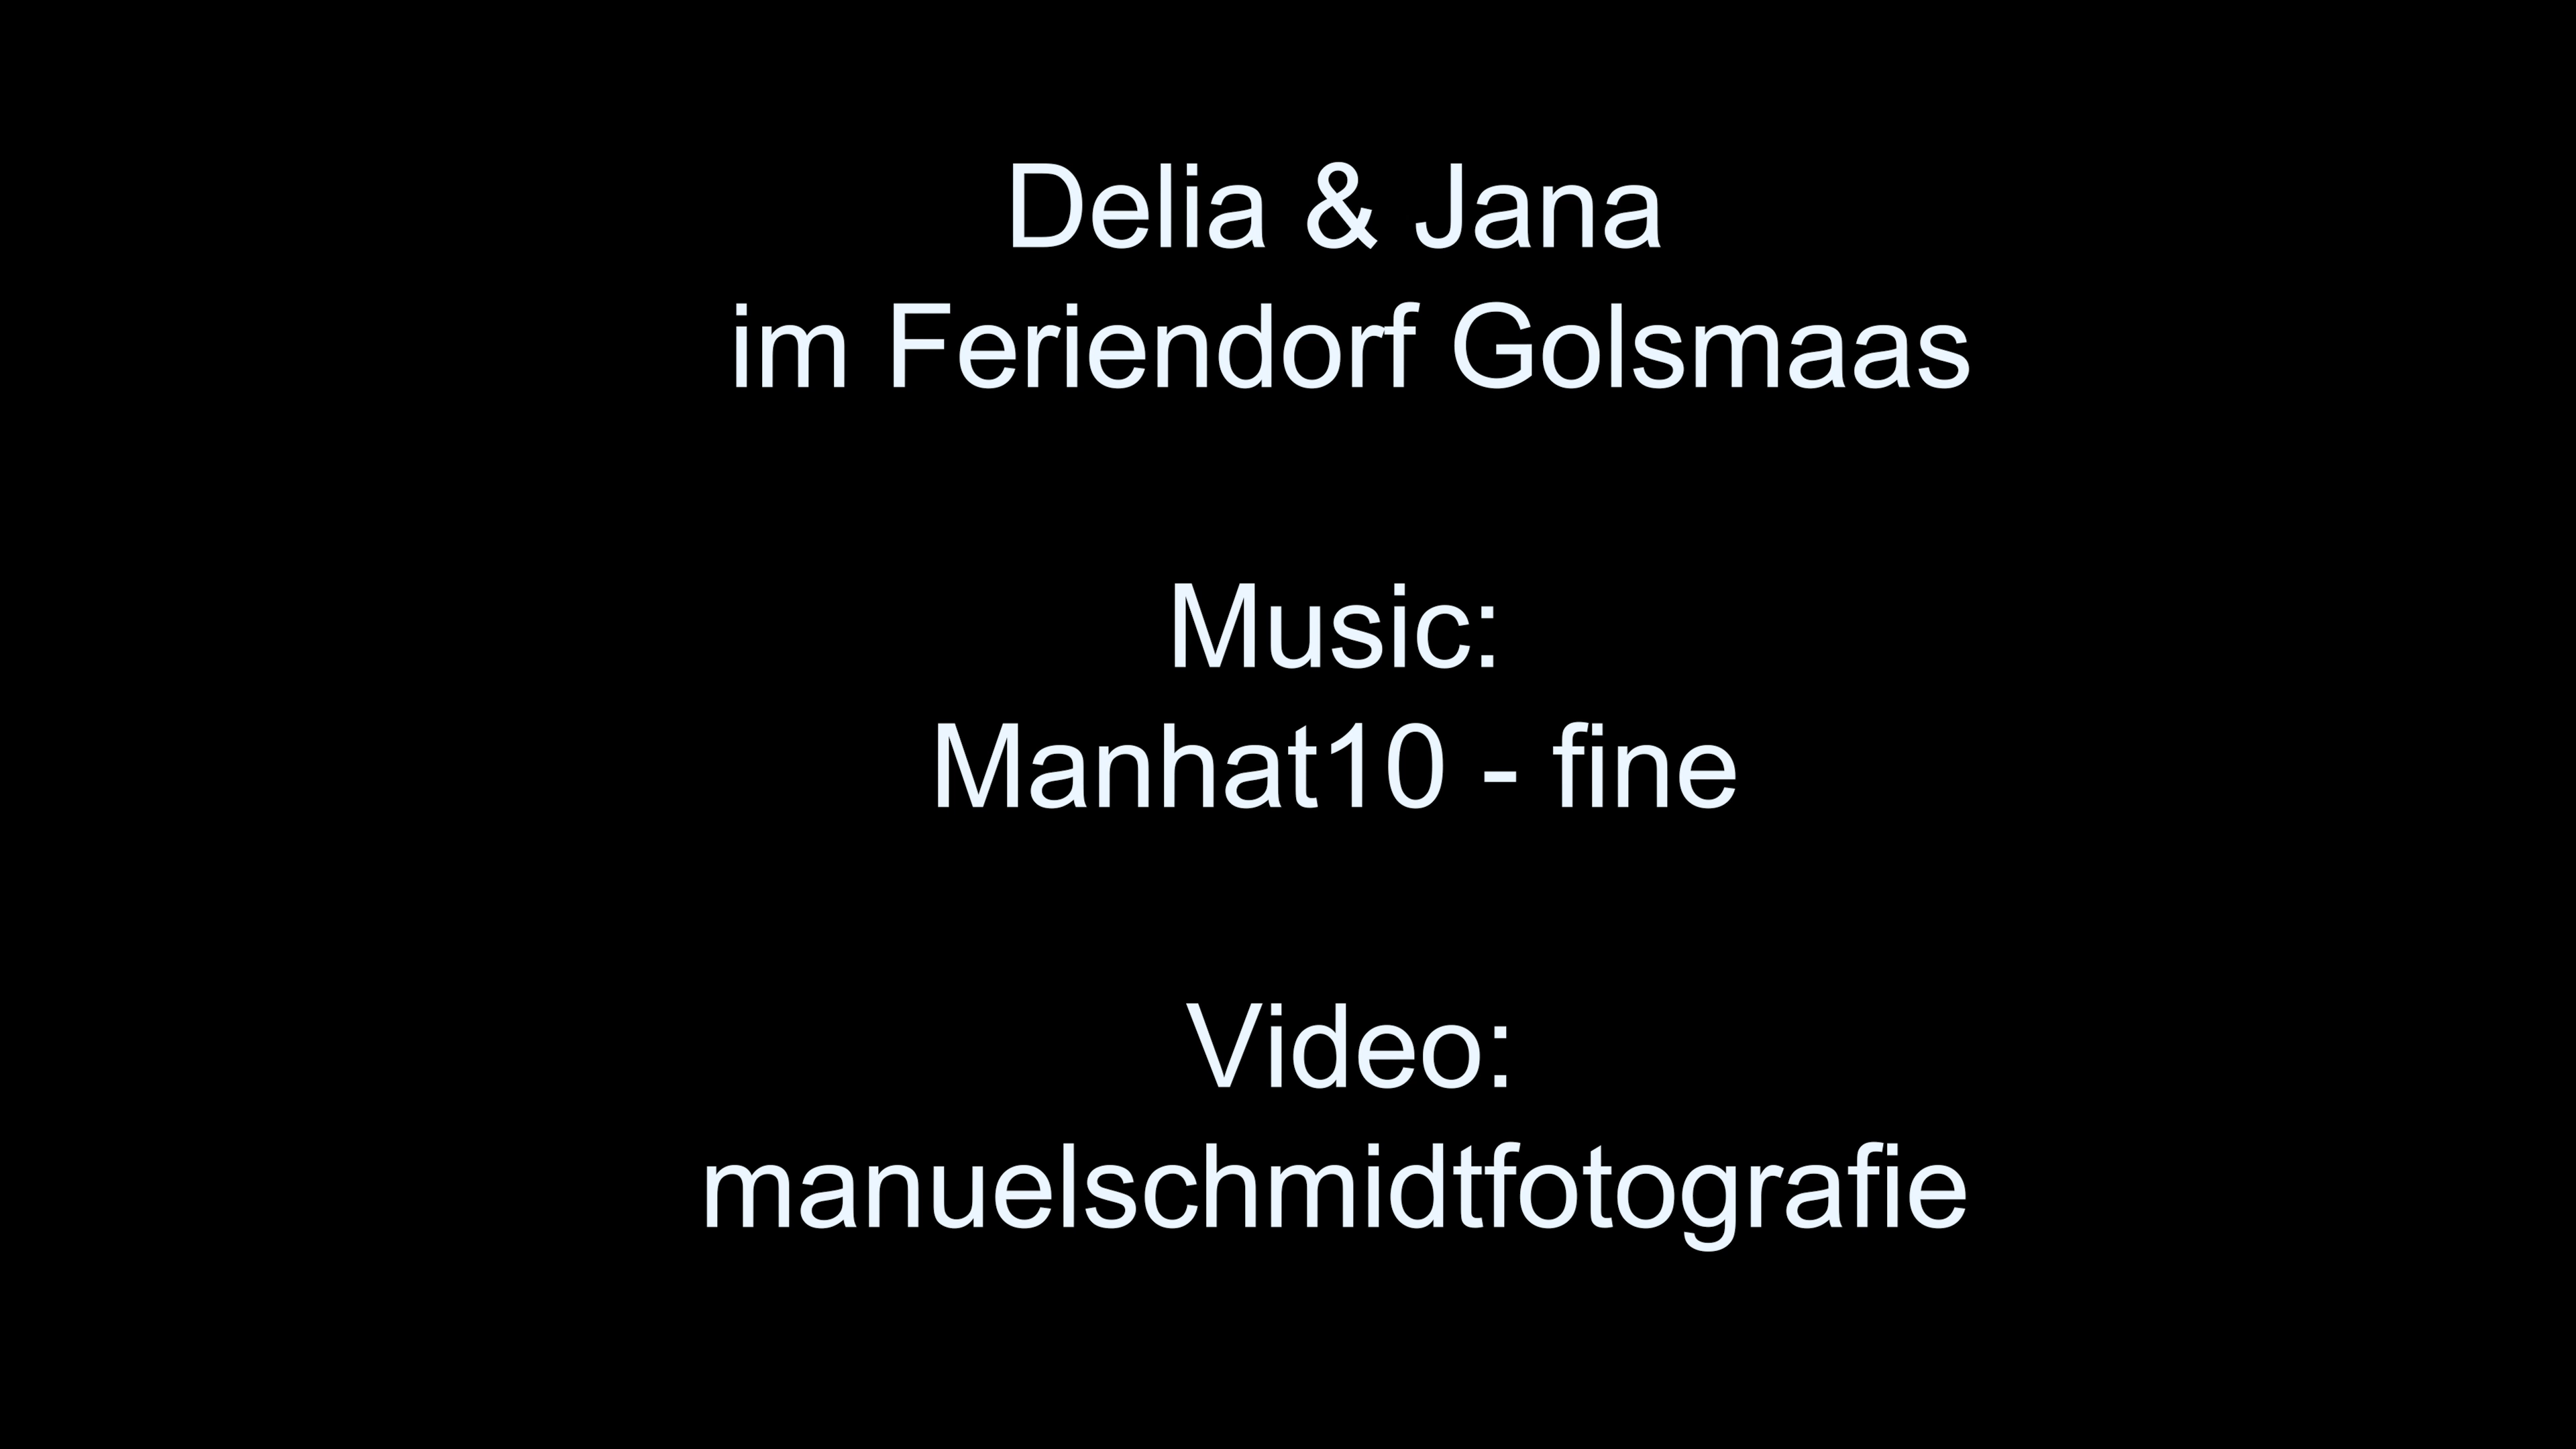 Delia & Jana
im Feriendorf Golsmaas
Music:
Manhat10 - fine
Video:
manuelschmidtfotografie